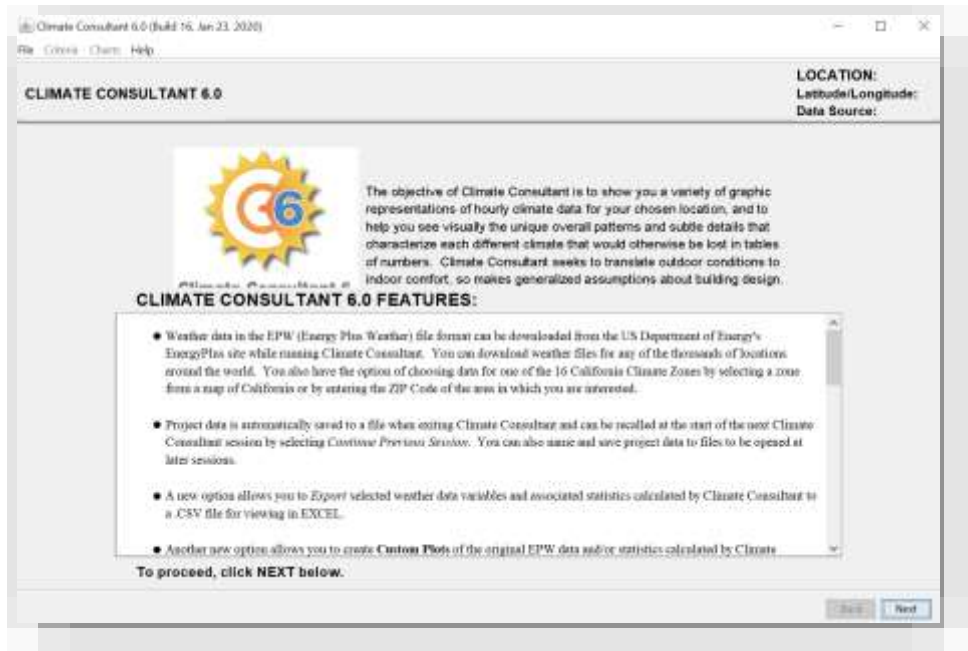 Climate Consultant 6.0 (Build 16, Jan 23, 2020)
File Criteria Charts Help
CLIMATE CONSULTANT 6.0
LOCATION:
Latitude/Longitude:
Data Source:
C6
The objective of Climate Consultant is to show you a variety of graphic
representations of hourly climate data for your chosen location, and to
help you see visually the unique overall patterns and subtle details that
characterize each different climate that would otherwise be lost in tables
of numbers. Climate Consultant seeks to translate outdoor conditions to
indoor comfort, so makes generalized assumptions about building design.
Climate Consultant 6
CLIMATE CONSULTANT 6.0 FEATURES:
● Weather data in the EPW (Energy Plus Weather) file format can be downloaded from the US Department of Energy's
EnergyPlus site while running Climate Consultant. You can download weather files for any of the thousands of locations
around the world. You also have the option of choosing data for one of the 16 California Climate Zones by selecting a zone
from a map of California or by entering the ZIP Code of the area in which you are interested.
● Project data is automatically saved to a file when exiting Climate Consultant and can be recalled at the start of the next Climate
Consultant session by selecting Continue Previous Session. You can also name and save project data to files to be opened at
later sessions.
● A new option allows you to Export selected weather data variables and associated statistics calculated by Climate Consultant to
a .CSV file for viewing in EXCEL.
● Another new option allows you to create Custom Plots of the original EPW data and/or statistics calculated by Climate
To proceed, click NEXT below.
Back Next